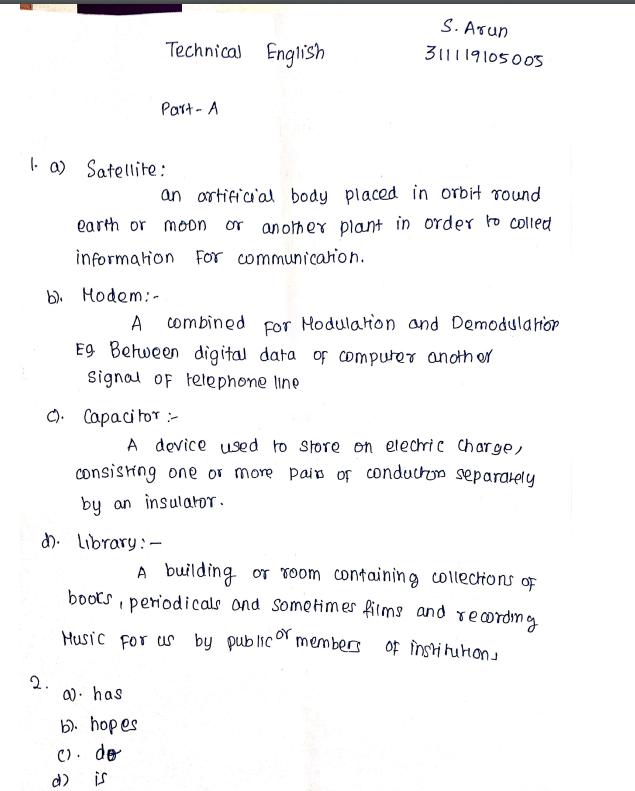 S. Arun
Technical English
311119105005
Part - A
1. a) Satellite:
an artificial body placed in orbit round
earth or moon or another plant in order to colled
information For communication.
b). Modem:-
A combined For Modulation and Demodulation
Eg Between digital data of computer another
signal of telephone line
c). Capacitor:-
A device used to store on electric charge,
consisting one or more pairs of conductors separately
by an insulator.
d). Library:-
A building or room containing collections of
books, periodicals and sometimes films and recording
Music For us by public or members of institutions
2.
a). has
b). hopes
c). do
d) is